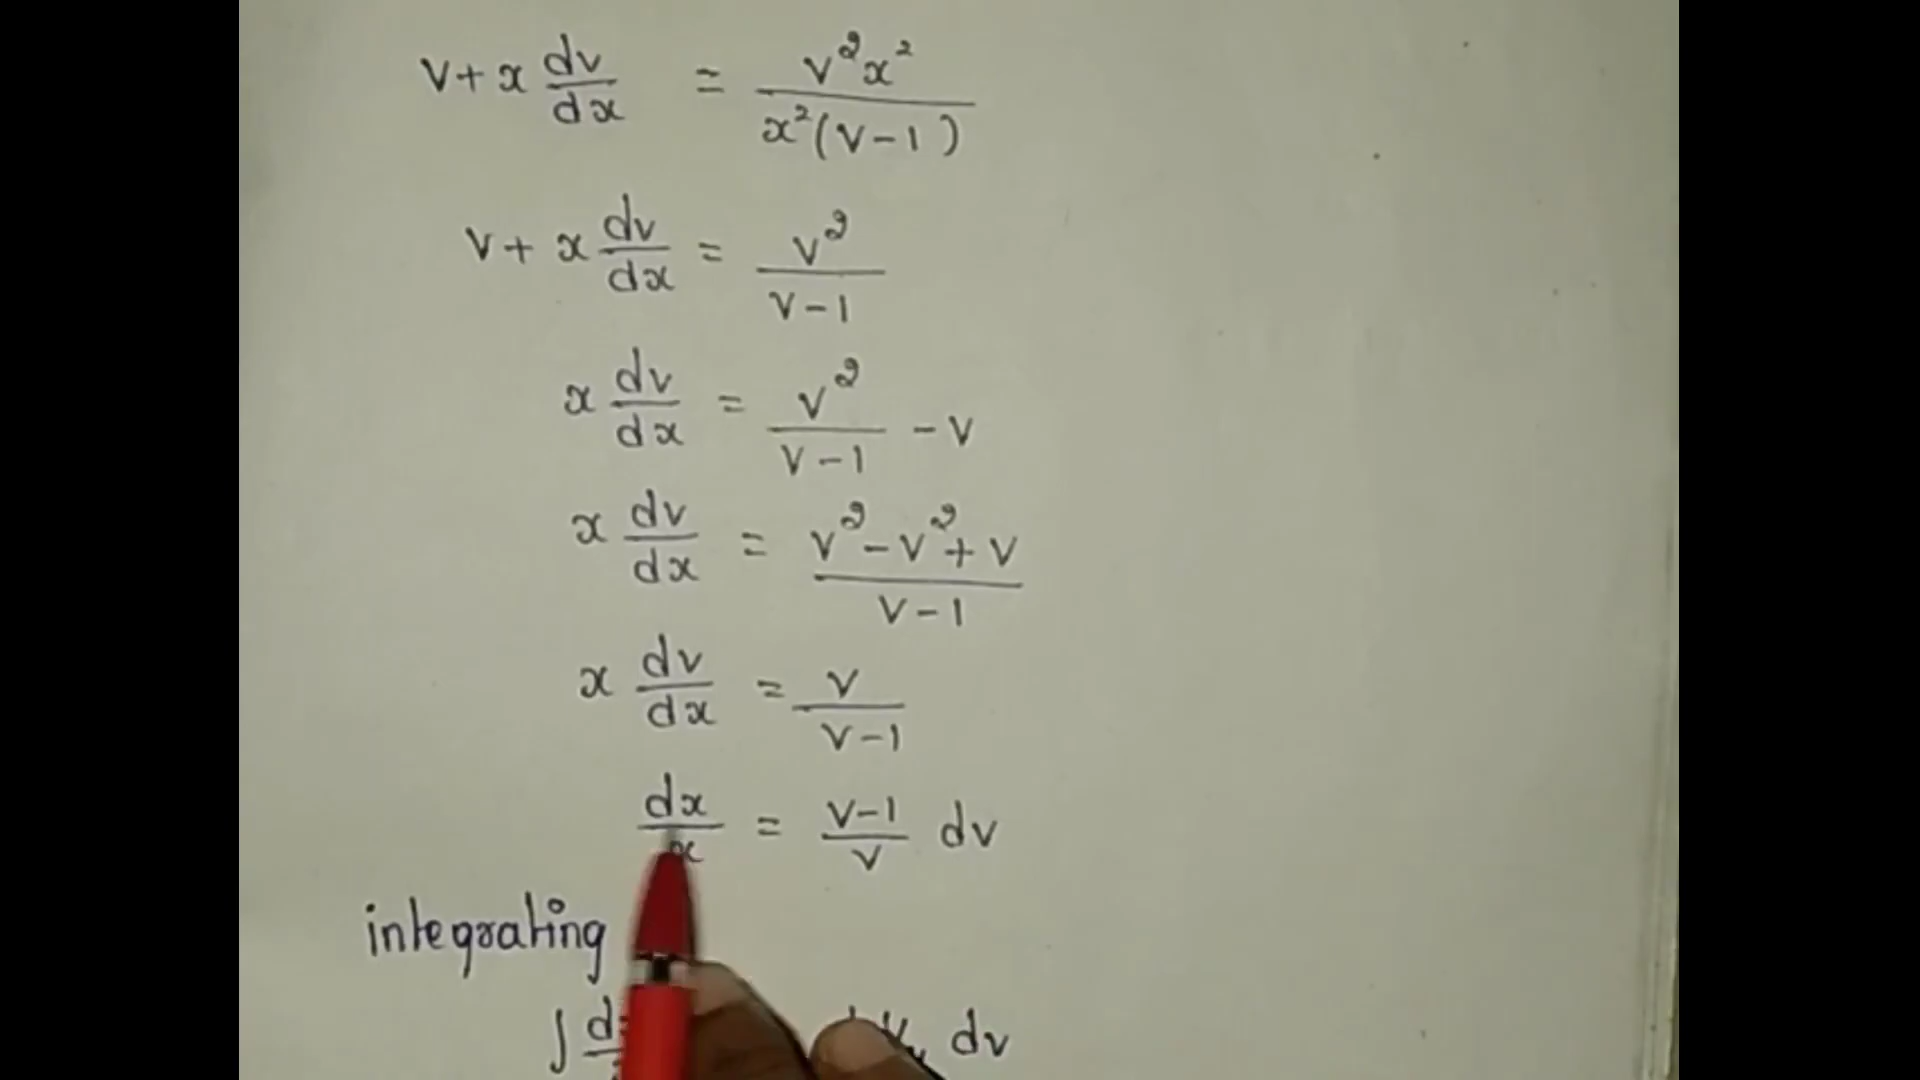 v + x dv/dx = v²x² / x²(v-1)
v + x dv/dx = v² / v-1
x dv/dx = v² / v-1 - v
x dv/dx = v² - v² + v / v-1
x dv/dx = v / v-1
dx/x = v-1/v dv
integrating
∫ d dv